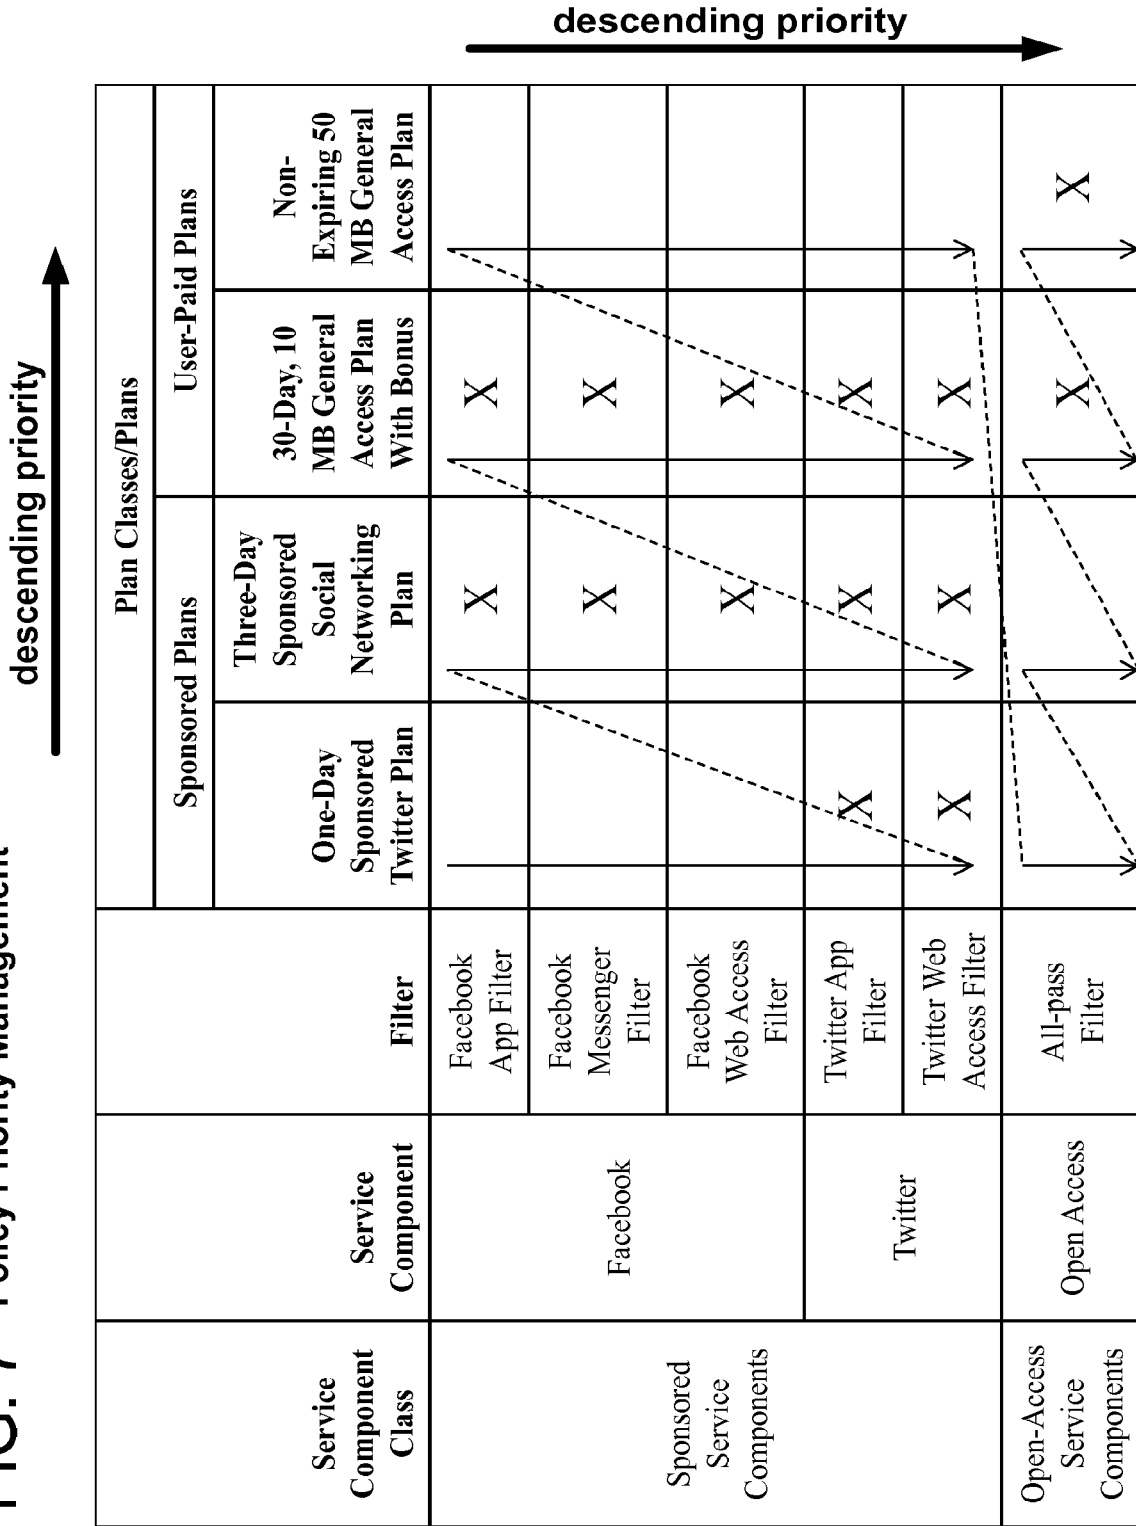 FIG. 7 Policy Priority Management
descending priority
descending priority
Plan Classes/Plans
Sponsored Plans
User-Paid Plans
Service
Component
Class
Service
Component
Filter
One-Day
Sponsored
Twitter Plan
Three-Day
Sponsored
Social
Networking
Plan
30-Day, 10
MB General
Access Plan
With Bonus
Non-
Expiring 50
MB General
Access Plan
Sponsored
Service
Components
Facebook
Facebook
App Filter
X
X
Facebook
Messenger
Filter
X
X
Facebook
Web Access
Filter
X
X
Twitter
Twitter App
Filter
X
X
X
Twitter Web
Access Filter
X
X
X
Open-Access
Service
Components
Open Access
All-pass
Filter
X
X